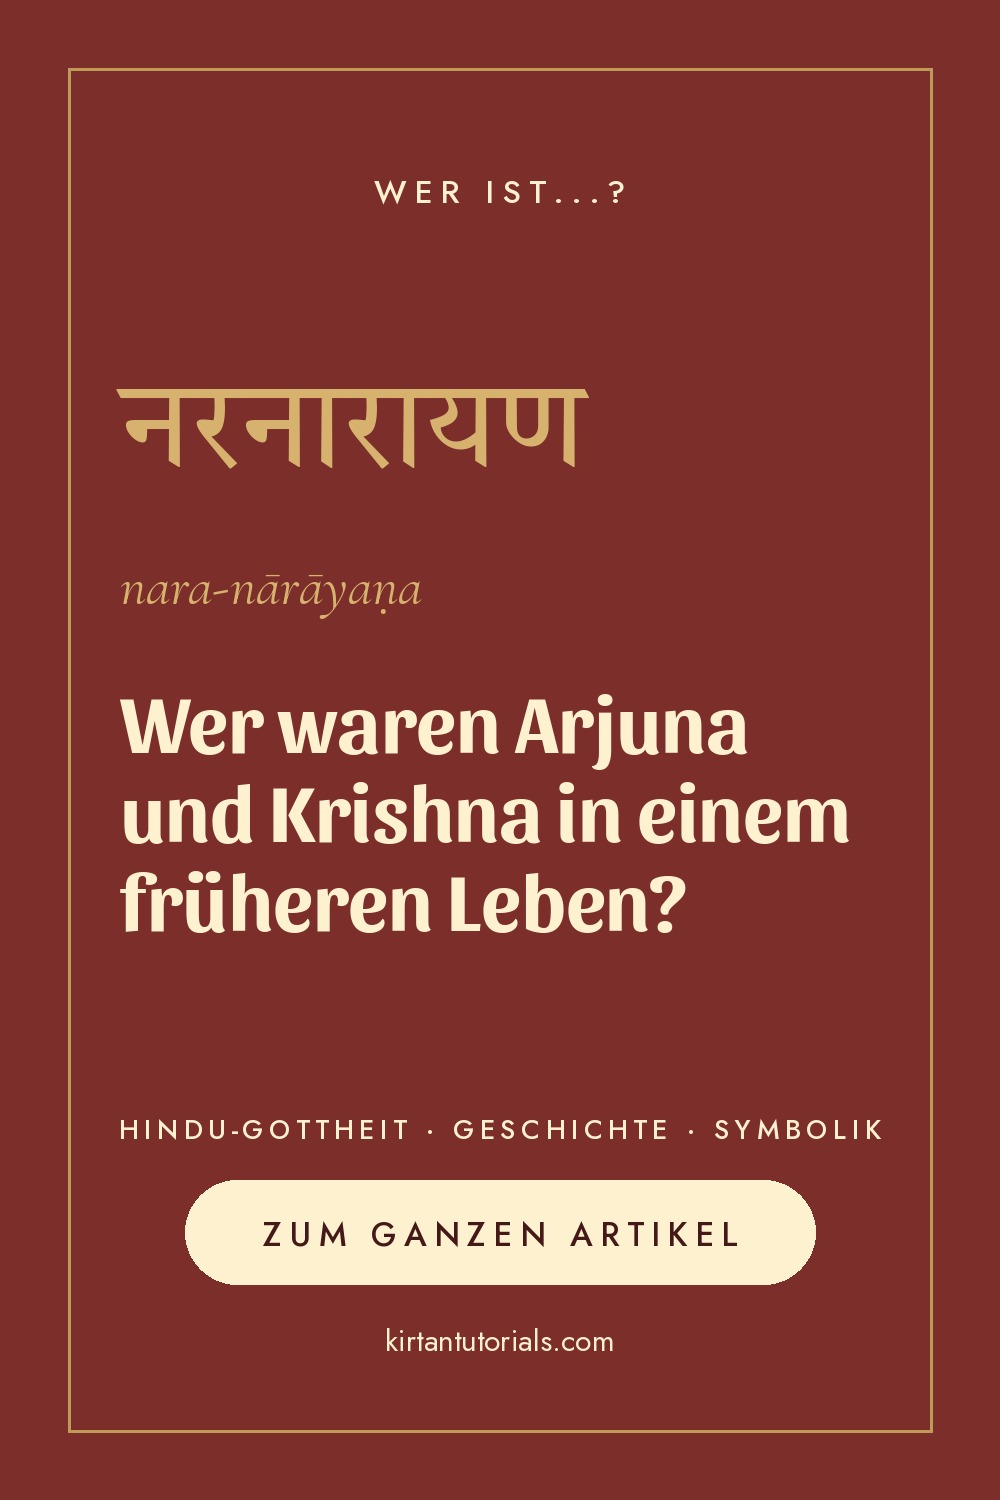 WER IST...?
नरनारायण
nara-nārāyaṇa
Wer waren Arjuna
und Krishna in einem
früheren Leben?
HINDU-GOTTHEIT · GESCHICHTE · SYMBOLIK
ZUM GANZEN ARTIKEL
kirtantutorials.com